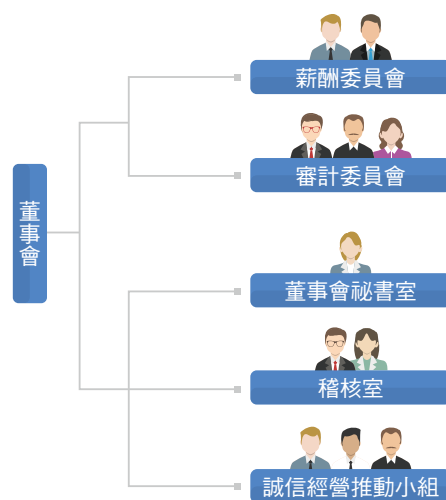 董事會
薪酬委員會
審計委員會
董事會祕書室
稽核室
誠信經營推動小組